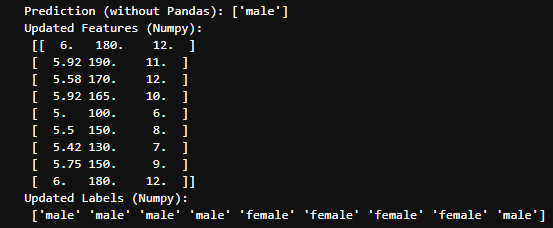 Prediction (without Pandas): ['male']
Updated Features (Numpy):
[[  6.   180.    12.  ]
[  5.92 190.    11.  ]
[  5.58 170.    12.  ]
[  5.92 165.    10.  ]
[  5.   100.     6.  ]
[  5.5  150.     8.  ]
[  5.42 130.     7.  ]
[  5.75 150.     9.  ]
[  6.   180.    12.  ]]
Updated Labels (Numpy):
['male' 'male' 'male' 'male' 'female' 'female' 'female' 'female' 'male']